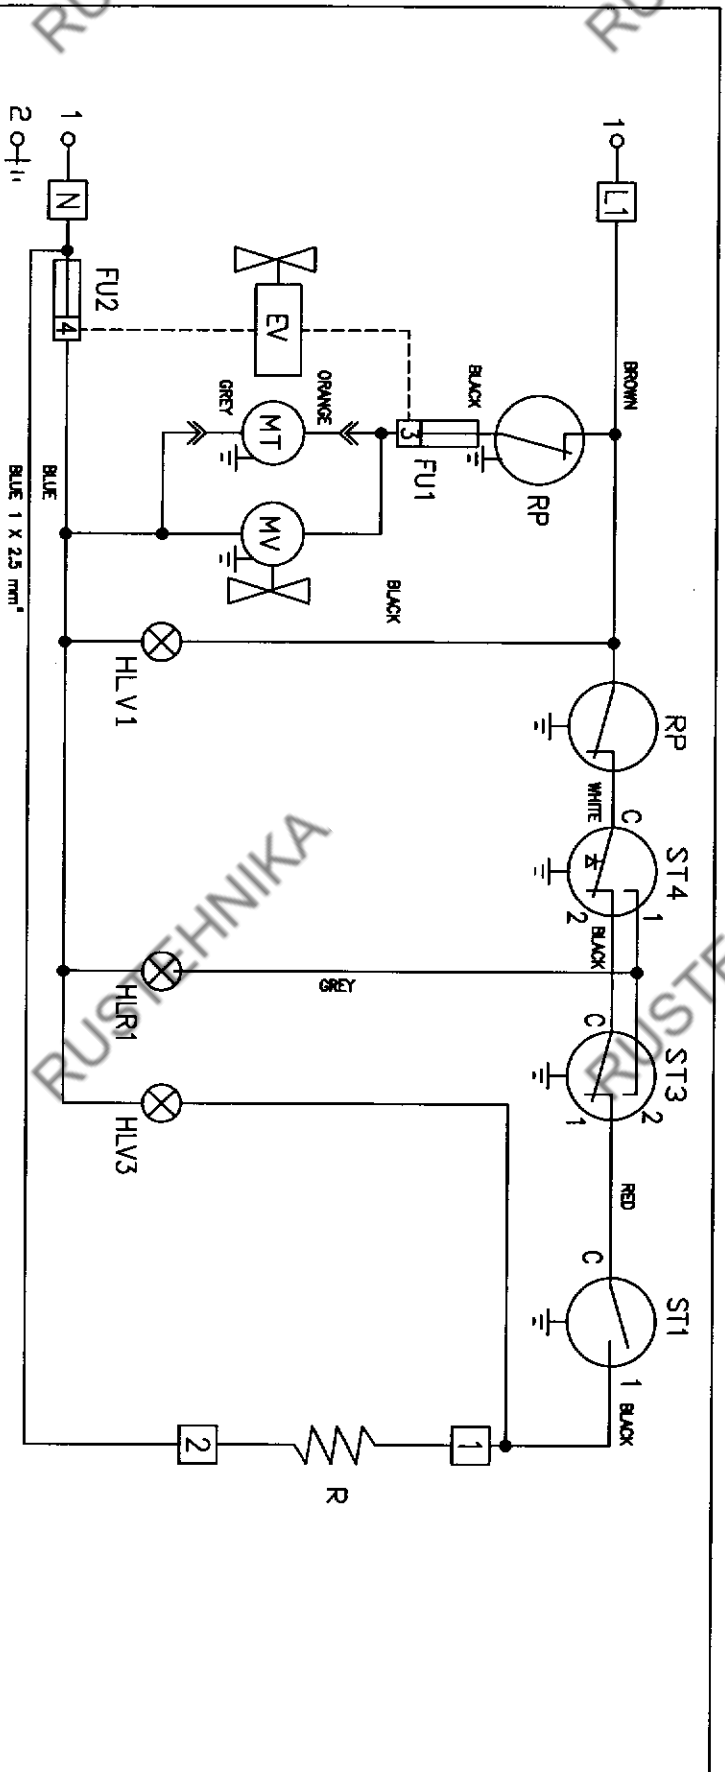 RUSTEHNIKA
1
L1
BROWN
RP
BLACK
FU1
3
EV
ORANGE
MT
GREY
MV
BLACK
1
N
2
FU2
4
BLUE
BLUE 1 X 2.5 mm²
HLV1
RP
WHITE
C
ST4
1
2
BLACK
HLR1
GREY
C
ST3
2
1
HLV3
RED
C
ST1
1
BLACK
1
R
2
RUSTE
RU